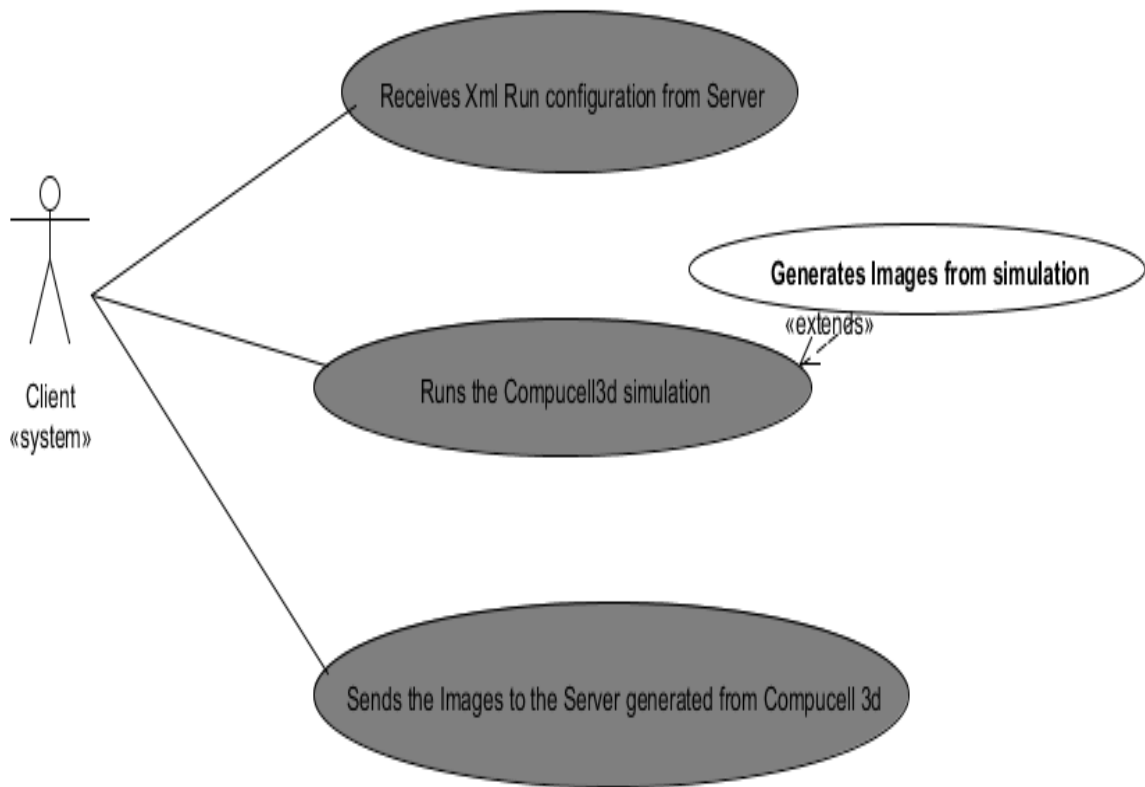 Receives Xml Run configuration from Server
Generates Images from simulation
«extends»
Runs the Compucell3d simulation
Client
«system»
Sends the Images to the Server generated from Compucell 3d